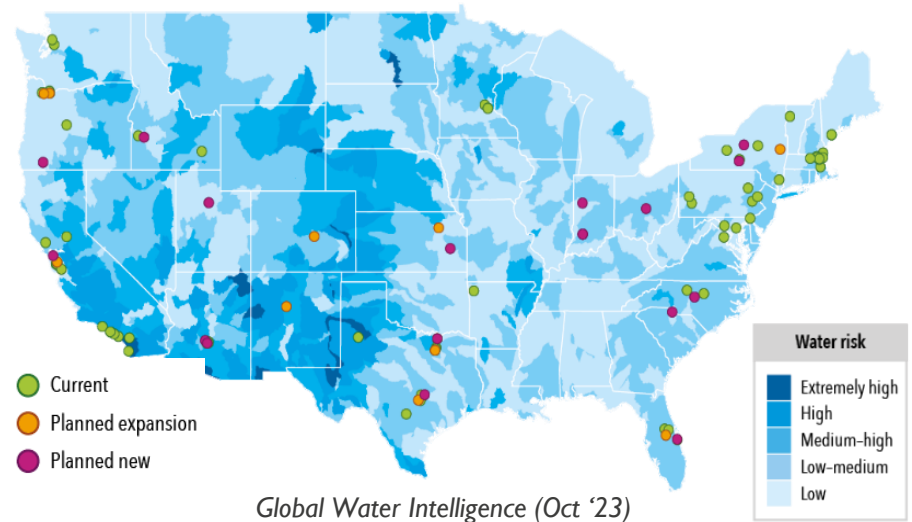 Current
Planned expansion
Planned new
Water risk
Extremely high
High
Medium-high
Low-medium
Low
Global Water Intelligence (Oct ‘23)